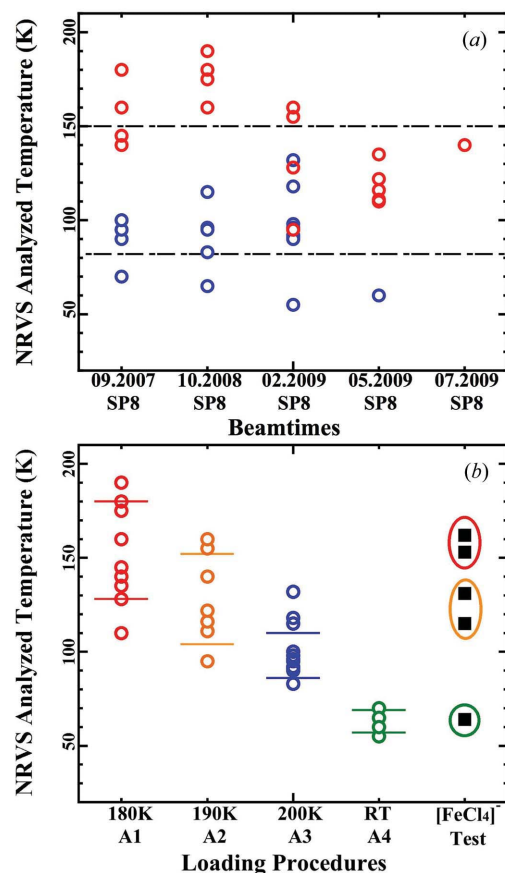 (a)
NRVS Analyzed Temperature (K)
200
150
100
50
09.2007 10.2008 02.2009 05.2009 07.2009
SP8 SP8 SP8 SP8 SP8
Beamtimes
(b)
NRVS Analyzed Temperature (K)
200
150
100
50
180K 190K 200K RT [FeCl4]-
A1 A2 A3 A4 Test
Loading Procedures